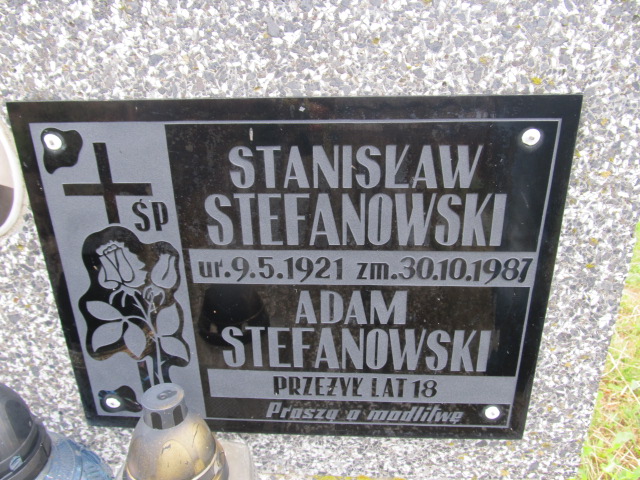 ŚP
STANISŁAW
STEFANOWSKI
ur.9.5.1921 zm.30.10.1987
ADAM
STEFANOWSKI
PRZEŻYŁ LAT 18
Proszą o modlitwę